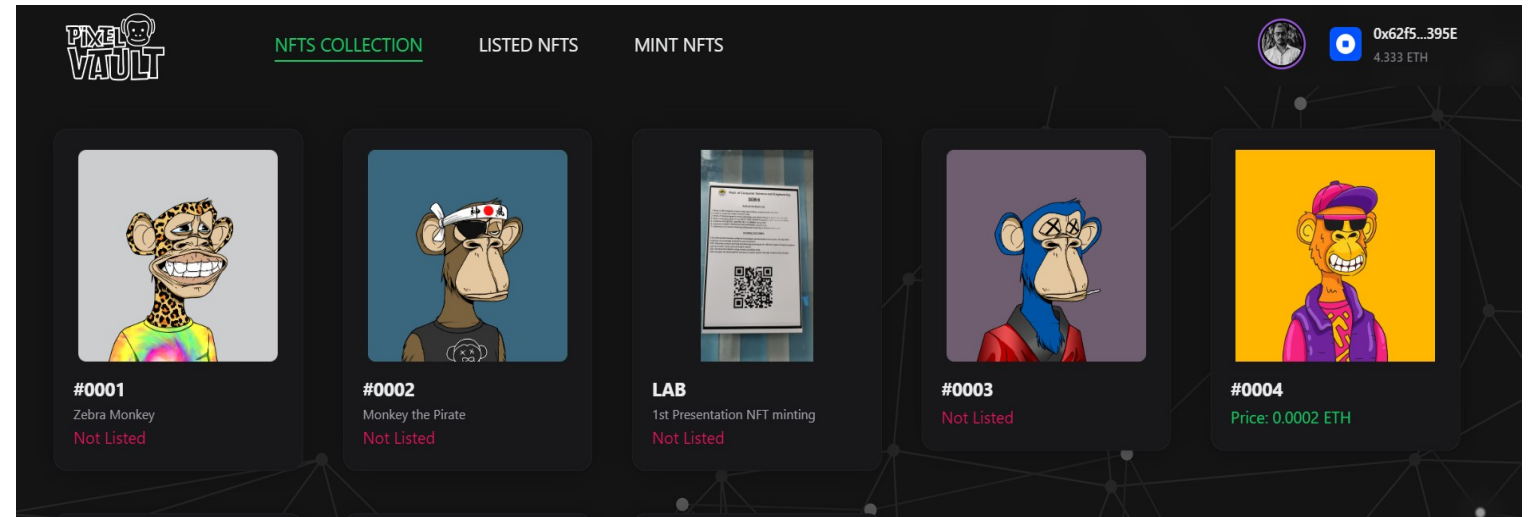 PIXEL
VAULT
NFTS COLLECTION
LISTED NFTS
MINT NFTS
0x62f5...395E
4.333 ETH
#0001
Zebra Monkey
Not Listed
#0002
Monkey the Pirate
Not Listed
LAB
1st Presentation NFT minting
Not Listed
#0003
Not Listed
#0004
Price: 0.0002 ETH